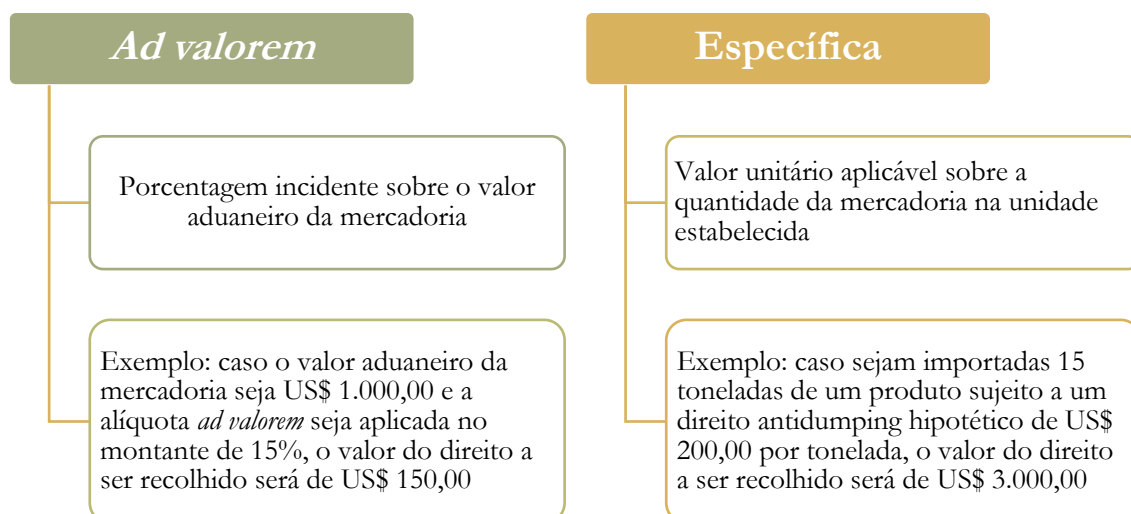 Ad valorem
Porcentagem incidente sobre o valor
aduaneiro da mercadoria
Exemplo: caso o valor aduaneiro da
mercadoria seja US$ 1.000,00 e a
alíquota ad valorem seja aplicada no
montante de 15%, o valor do direito a
ser recolhido será de US$ 150,00
Específica
Valor unitário aplicável sobre a
quantidade da mercadoria na unidade
estabelecida
Exemplo: caso sejam importadas 15
toneladas de um produto sujeito a um
direito antidumping hipotético de US$
200,00 por tonelada, o valor do direito
a ser recolhido será de US$ 3.000,00